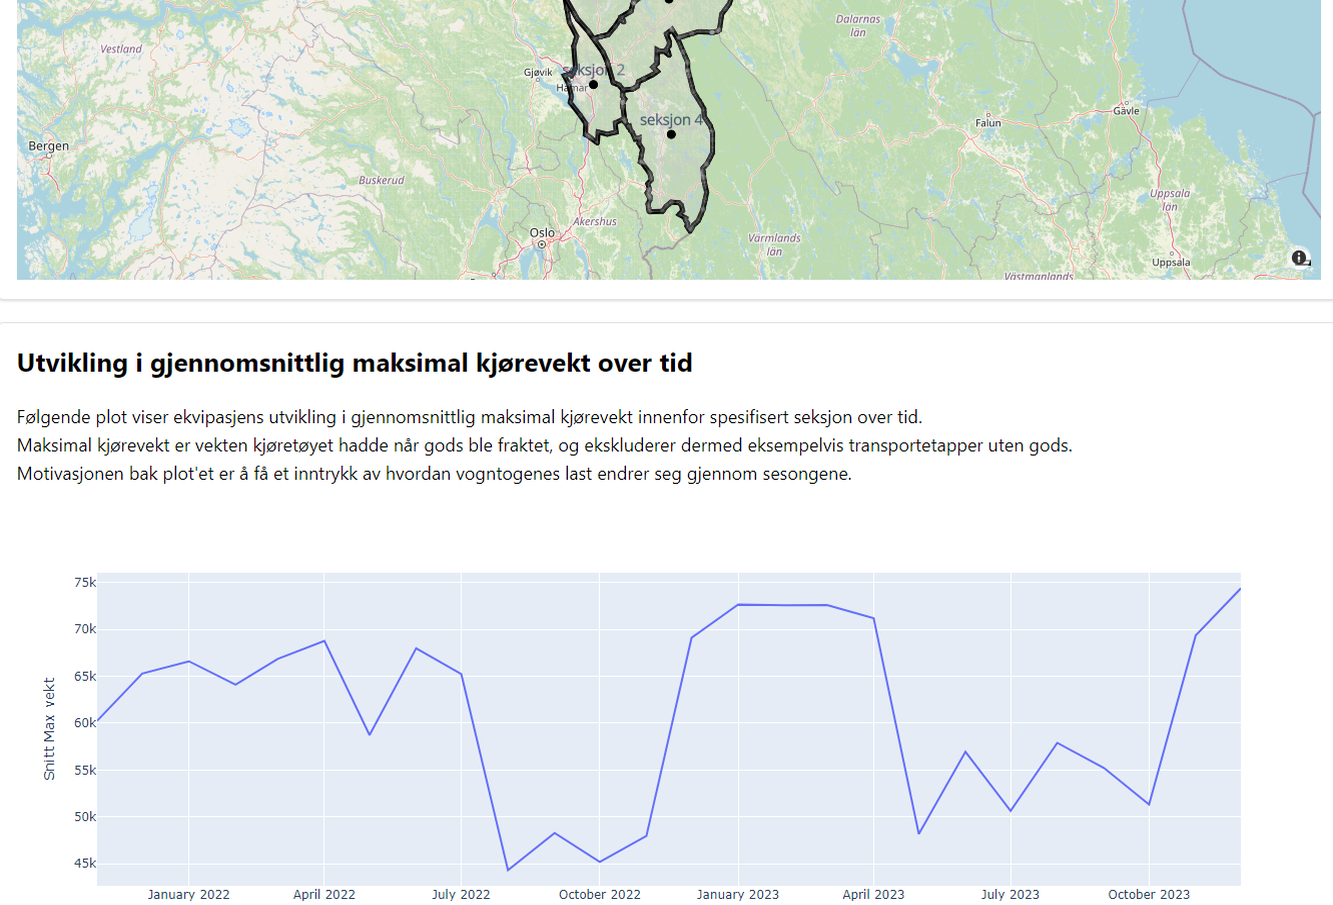 Dalarnas
län
Vestland
Gjøvik
seksjon 2
Hamar
Gävle
seksjon 4
Falun
Bergen
Buskerud
Uppsala
län
Akershus
Oslo
Värmlands
län
Uppsala
Västmanlands
Utvikling i gjennomsnittlig maksimal kjørevekt over tid
Følgende plot viser ekvipasjens utvikling i gjennomsnittlig maksimal kjørevekt innenfor spesifisert seksjon over tid.
Maksimal kjørevekt er vekten kjøretøyet hadde når gods ble fraktet, og ekskluderer dermed eksempelvis transportetapper uten gods.
Motivasjonen bak plot'et er å få et inntrykk av hvordan vogntogenes last endrer seg gjennom sesongene.
75k
70k
65k
60k
55k
50k
45k
Snitt Max vekt
January 2022
April 2022
July 2022
October 2022
January 2023
April 2023
July 2023
October 2023